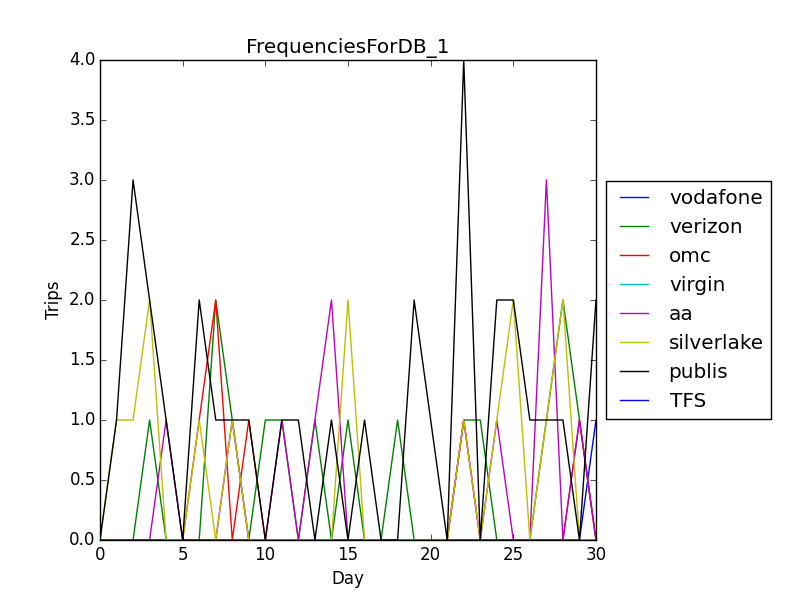 FrequenciesForDB_1
4.0
3.5
3.0
2.5
2.0
1.5
1.0
0.5
0.0
Trips
0 5 10 15 20 25 30
Day
vodafone
verizon
omc
virgin
aa
silverlake
publis
TFS